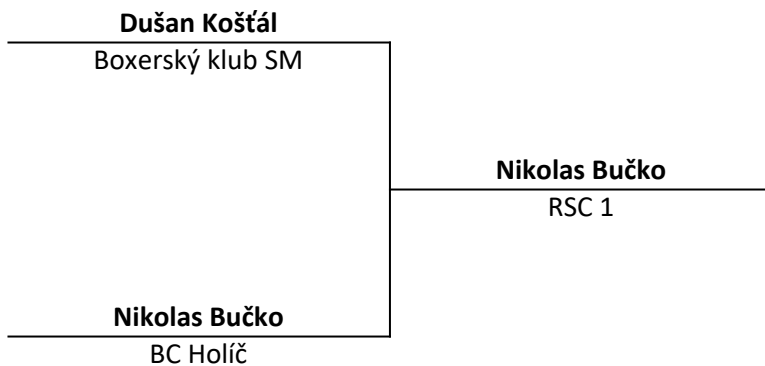 Dušan Košťál
Boxerský klub SM
Nikolas Bučko
RSC 1
Nikolas Bučko
BC Holíč